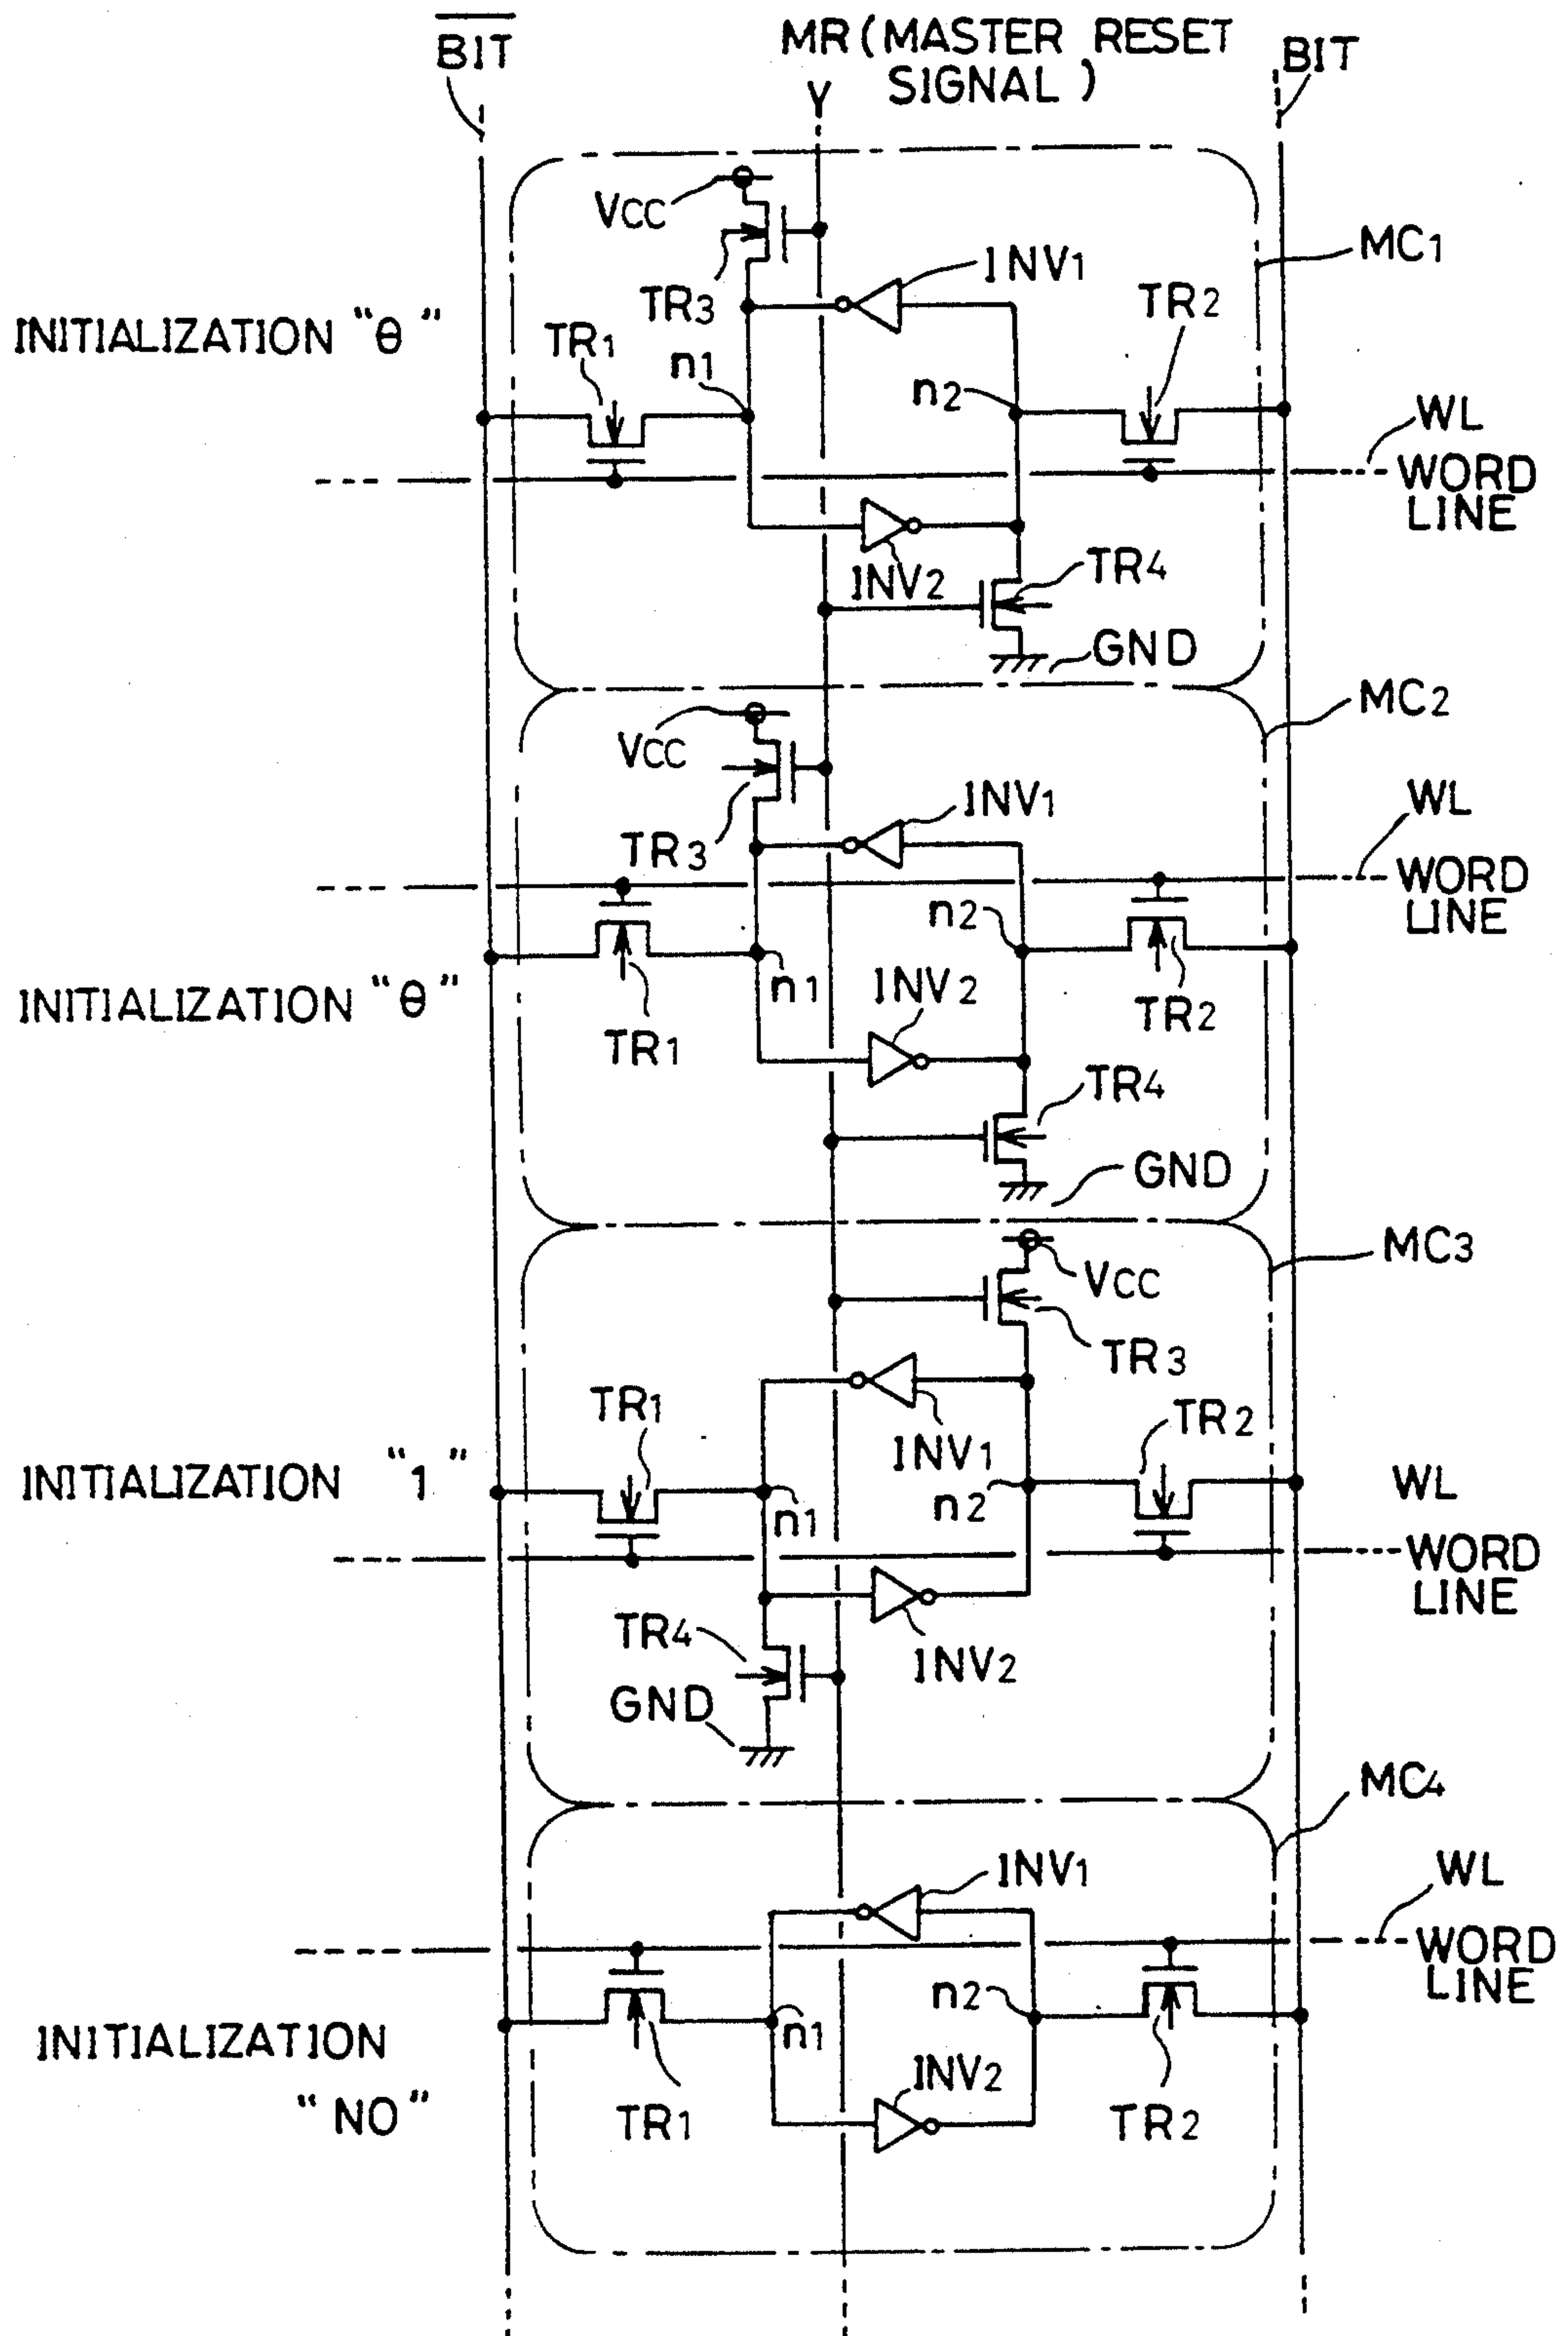 BIT
MR (MASTER RESET
SIGNAL)
BIT
VCC
MC1
INV1
TR3
TR2
INITIALIZATION "0"
TR1
n1
n2
WL
WORD
LINE
INV2
TR4
GND
MC2
VCC
INV1
WL
TR3
WORD
LINE
n2
n1
INV2
INITIALIZATION "0"
TR2
TR1
TR4
GND
MC3
VCC
TR3
TR1
TR2
INV1
INITIALIZATION "1"
WL
n1
n2
WORD
LINE
TR4
INV2
GND
MC4
INV1
WL
WORD
LINE
n2
n1
INITIALIZATION
"NO"
INV2
TR1
TR2